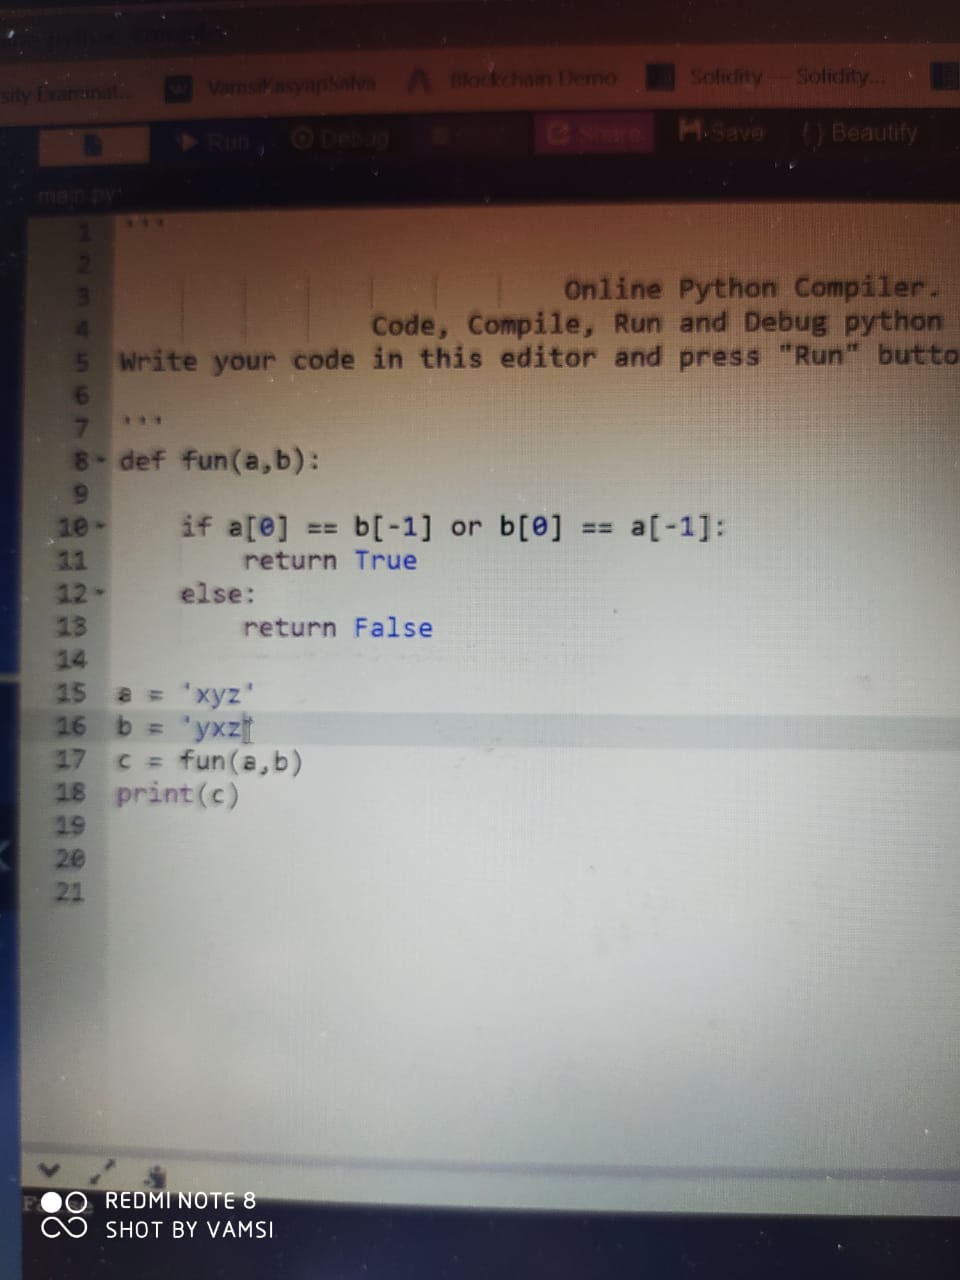 sity Examinat... VamsiKasyapSalva Blockchain Demo Solidity — Solidity...
Run Debug Share Save {} Beautify
main.py
1 '''
2
3 Online Python Compiler.
4 Code, Compile, Run and Debug python
5 Write your code in this editor and press "Run" butto
6
7 '''
8 def fun(a,b):
9
10 if a[0] == b[-1] or b[0] == a[-1]:
11 return True
12 else:
13 return False
14
15 a = 'xyz'
16 b = 'yxz'
17 c = fun(a,b)
18 print(c)
19
20
21
REDMI NOTE 8
SHOT BY VAMSI